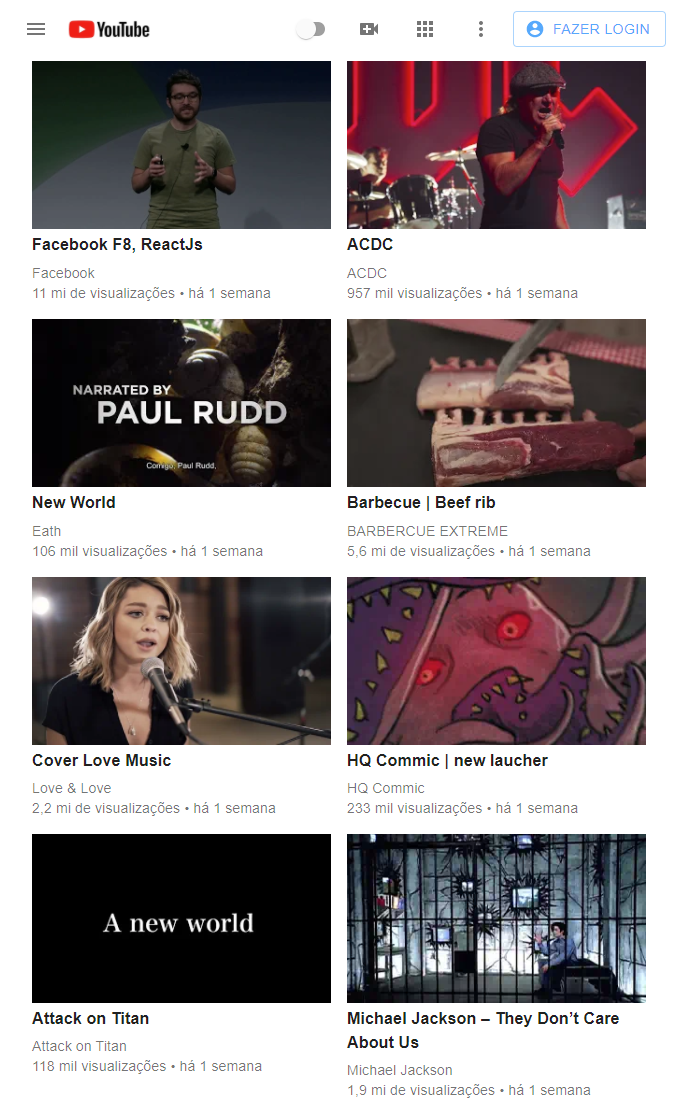 YouTube
FAZER LOGIN
Facebook F8, ReactJs
Facebook
11 mi de visualizações • há 1 semana
ACDC
ACDC
957 mil visualizações • há 1 semana
NARRATED BY
PAUL RUDD
Comigo, Paul Rudd,
New World
Eath
106 mil visualizações • há 1 semana
Barbecue | Beef rib
BARBERCUE EXTREME
5,6 mi de visualizações • há 1 semana
Cover Love Music
Love & Love
2,2 mi de visualizações • há 1 semana
HQ Commic | new laucher
HQ Commic
233 mil visualizações • há 1 semana
A new world
Attack on Titan
Attack on Titan
118 mil visualizações • há 1 semana
Michael Jackson – They Don’t Care
About Us
Michael Jackson
1,9 mi de visualizações • há 1 semana